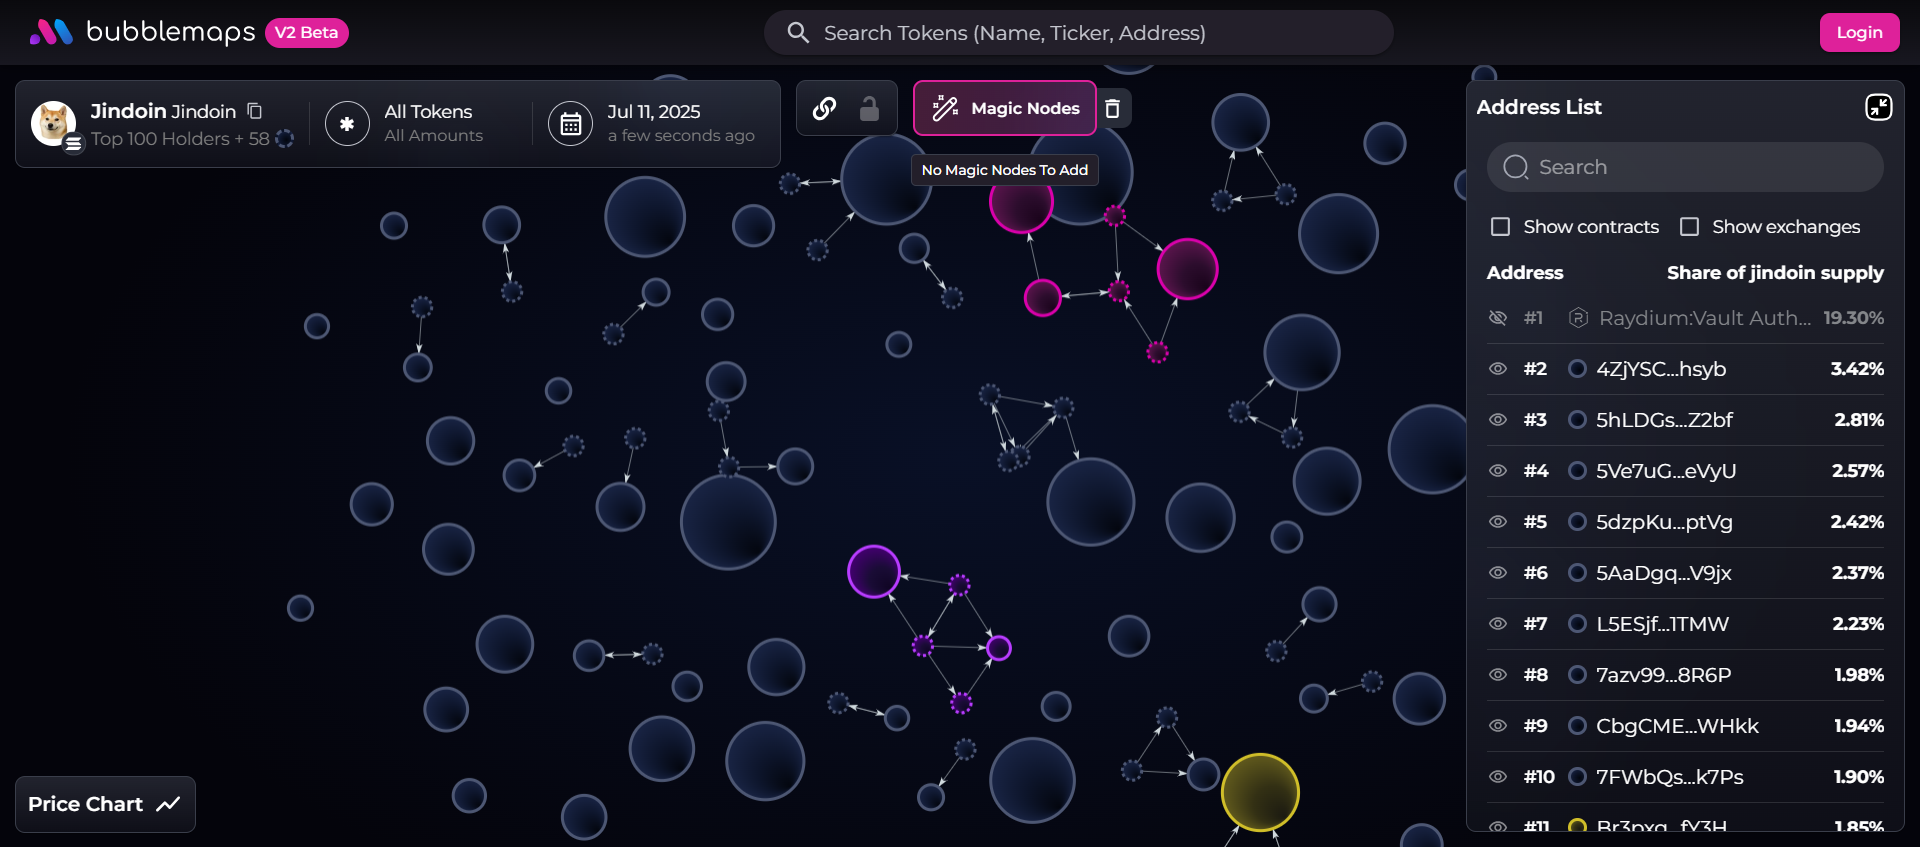 bubblemaps V2 Beta
Search Tokens (Name, Ticker, Address)
Login
Jindoin Jindoin
Top 100 Holders + 58
All Tokens
All Amounts
Jul 11, 2025
a few seconds ago
Magic Nodes
No Magic Nodes To Add
Address List
Search
Show contracts Show exchanges
Address Share of jindoin supply
#1 Raydium:Vault Auth... 19.30%
#2 4ZjYSC...hsyb 3.42%
#3 5hLDGs...Z2bf 2.81%
#4 5Ve7uG...eVyU 2.57%
#5 5dzpKu...ptVg 2.42%
#6 5AaDgq...V9jx 2.37%
#7 L5ESjf...1TMW 2.23%
#8 7azv99...8R6P 1.98%
#9 CbgCME...WHkk 1.94%
#10 7FWbQs...k7Ps 1.90%
#11 Br3pxq...fY3H 1.85%
Price Chart